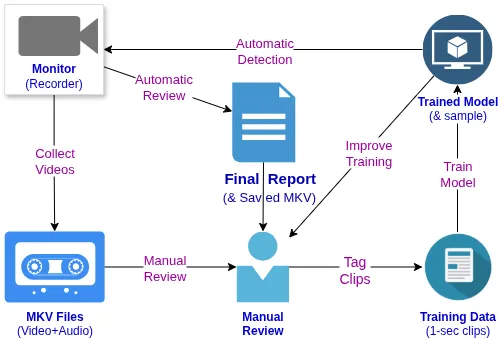 Automatic
Detection
Monitor
(Recorder)
Automatic
Review
Trained Model
(& sample)
Collect
Videos
Improve
Training
Train
Model
Final Report
(& Saved MKV)
Manual
Review
Tag
Clips
MKV Files
(Video+Audio)
Manual
Review
Training Data
(1-sec clips)